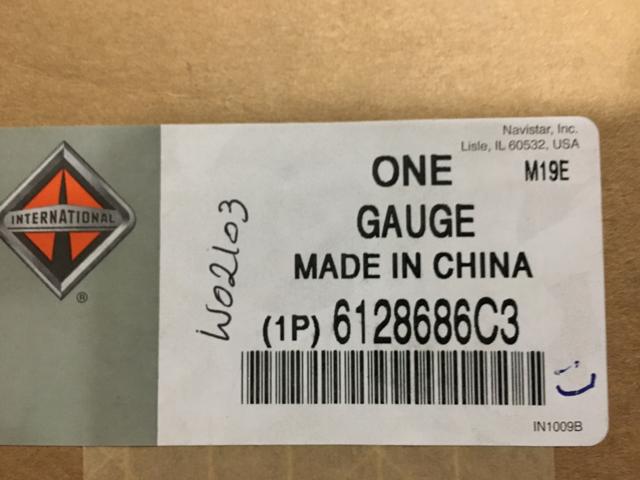 Navistar, Inc.
Lisle, IL 60532, USA
ONE M19E
GAUGE
MADE IN CHINA
(1P) 6128686C3
IN1009B
INTERNATIONAL
®
W02103